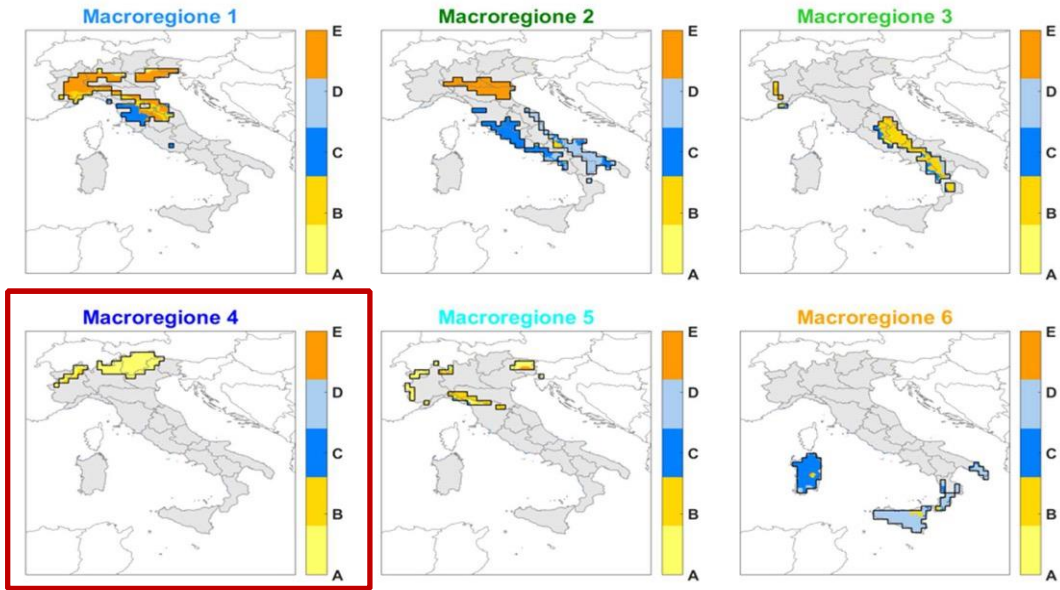 Macroregione 1
E
D
C
B
A
Macroregione 2
E
D
C
B
A
Macroregione 3
E
D
C
B
A
Macroregione 4
E
D
C
B
A
Macroregione 5
E
D
C
B
A
Macroregione 6
E
D
C
B
A